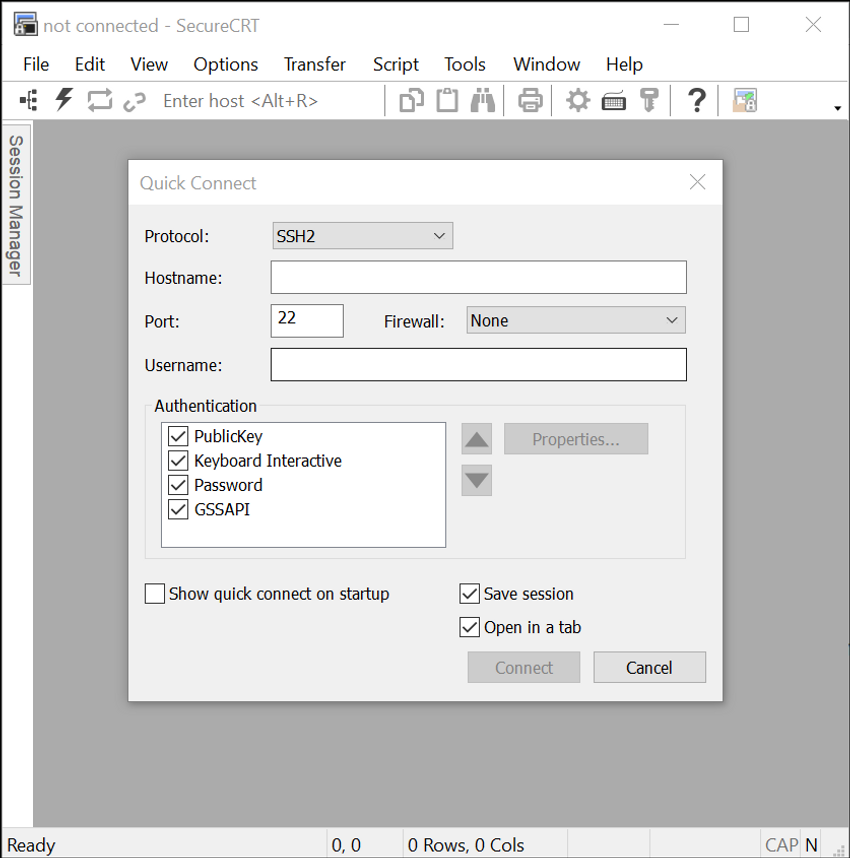 not connected - SecureCRT
File Edit View Options Transfer Script Tools Window Help
Enter host <Alt+R>
?
Session Manager
Quick Connect
Protocol: SSH2
Hostname:
Port: 22 Firewall: None
Username:
Authentication
PublicKey
Properties...
Keyboard Interactive
Password
GSSAPI
Show quick connect on startup Save session
Open in a tab
Connect Cancel
Ready 0, 0 0 Rows, 0 Cols CAP N